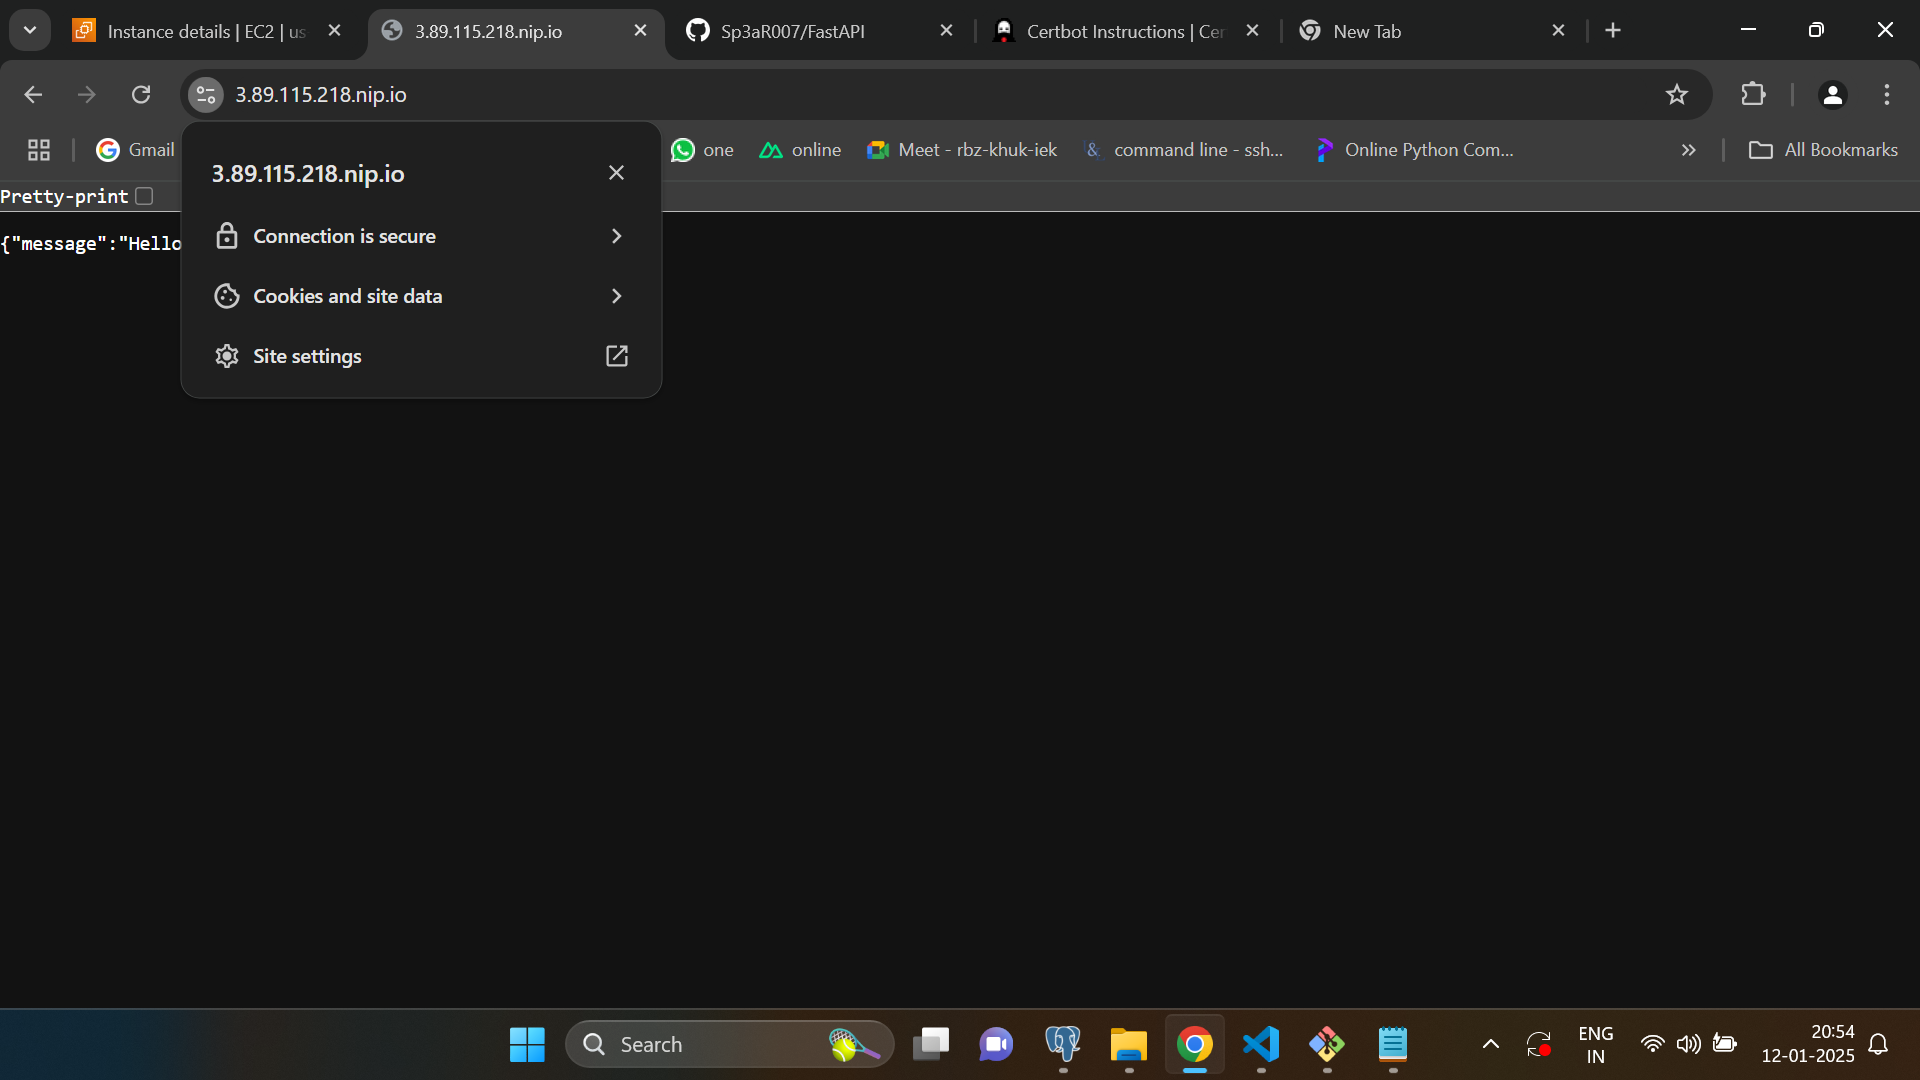 Instance details | EC2 | us
3.89.115.218.nip.io
Sp3aR007/FastAPI
Certbot Instructions | Cer
New Tab
3.89.115.218.nip.io
Gmail
one
online
Meet - rbz-khuk-iek
command line - ssh...
Online Python Com...
All Bookmarks
3.89.115.218.nip.io
Pretty-print
Connection is secure
{"message":"Hello
Cookies and site data
Site settings
Search
ENG
IN
20:54
12-01-2025